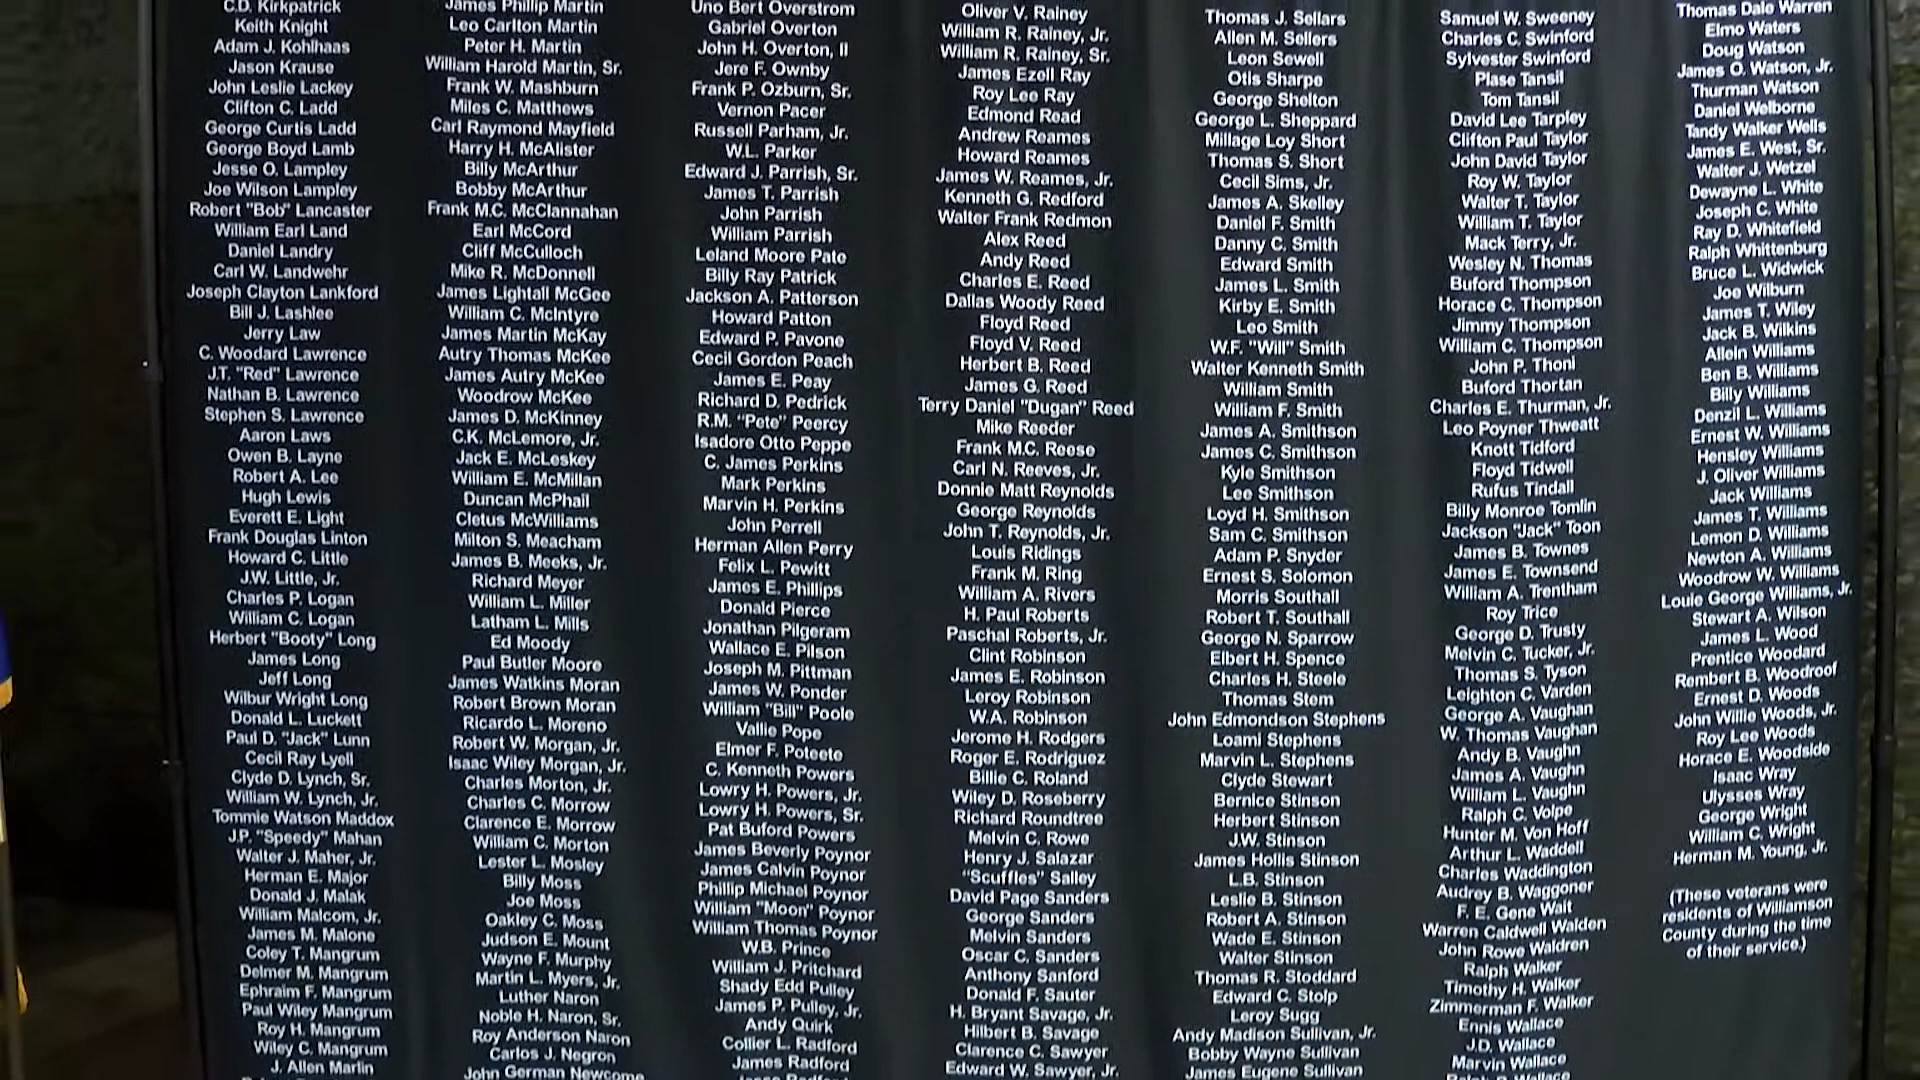 C.D. Kirkpatrick
Keith Knight
Adam J. Kohlhaas
Jason Krause
John Leslie Lackey
Clifton C. Ladd
George Curtis Ladd
George Boyd Lamb
Jesse O. Lampley
Joe Wilson Lampley
Robert "Bob" Lancaster
William Earl Land
Daniel Landry
Carl W. Landwehr
Joseph Clayton Lankford
Bill J. Lashlee
Jerry Law
C. Woodard Lawrence
J.T. "Red" Lawrence
Nathan B. Lawrence
Stephen S. Lawrence
Aaron Laws
Owen B. Layne
Robert A. Lee
Hugh Lewis
Everett E. Light
Frank Douglas Linton
Howard C. Little
J.W. Little, Jr.
Charles P. Logan
William C. Logan
Herbert "Booty" Long
James Long
Jeff Long
Wilbur Wright Long
Donald L. Luckett
Paul D. "Jack" Lunn
Cecil Ray Lyell
Clyde D. Lynch, Sr.
William W. Lynch, Jr.
Tommie Watson Maddox
J.P. "Speedy" Mahan
Walter J. Maher, Jr.
Herman E. Major
Donald J. Malak
William Malcom, Jr.
James M. Malone
Coley T. Mangrum
Delmer M. Mangrum
Ephraim F. Mangrum
Paul Wiley Mangrum
Roy H. Mangrum
Wiley C. Mangrum
J. Allen Marlin
James Phillip Martin
Leo Carlton Martin
Peter H. Martin
William Harold Martin, Sr.
Frank W. Mashburn
Miles C. Matthews
Carl Raymond Mayfield
Harry H. McAlister
Billy McArthur
Bobby McArthur
Frank M.C. McClannahan
Earl McCord
Cliff McCulloch
Mike R. McDonnell
James Lightall McGee
William C. McIntyre
James Martin McKay
Autry Thomas McKee
James Autry McKee
Woodrow McKee
James D. McKinney
C.K. McLemore, Jr.
Jack E. McLeskey
William E. McMillan
Duncan McPhail
Cletus McWilliams
Milton S. Meacham
James B. Meeks, Jr.
Richard Meyer
William L. Miller
Latham L. Mills
Ed Moody
Paul Butler Moore
James Watkins Moran
Robert Brown Moran
Ricardo L. Moreno
Robert W. Morgan, Jr.
Isaac Wiley Morgan, Jr.
Charles Morton, Jr.
Charles C. Morrow
Clarence E. Morrow
William C. Morton
Lester L. Mosley
Billy Moss
Joe Moss
Oakley C. Moss
Judson E. Mount
Wayne F. Murphy
Martin L. Myers, Jr.
Luther Naron
Noble H. Naron, Sr.
Roy Anderson Naron
Carlos J. Negron
John German Newcome
Uno Bert Overstrom
Gabriel Overton
John H. Overton, II
Jere F. Ownby
Frank P. Ozburn, Sr.
Vernon Pacer
Russell Parham, Jr.
W.L. Parker
Edward J. Parrish, Sr.
James T. Parrish
John Parrish
William Parrish
Leland Moore Pate
Billy Ray Patrick
Jackson A. Patterson
Howard Patton
Edward P. Pavone
Cecil Gordon Peach
James E. Peay
Richard D. Pedrick
R.M. "Pete" Peercy
Isadore Otto Peppe
C. James Perkins
Mark Perkins
Marvin H. Perkins
John Perrell
Herman Allen Perry
Felix L. Pewitt
James E. Phillips
Donald Pierce
Jonathan Pilgeram
Wallace E. Pilson
Joseph M. Pittman
James W. Ponder
William "Bill" Poole
Vallie Pope
Elmer F. Poteete
C. Kenneth Powers
Lowry H. Powers, Jr.
Lowry H. Powers, Sr.
Pat Buford Powers
James Beverly Poynor
James Calvin Poynor
Phillip Michael Poynor
William "Moon" Poynor
William Thomas Poynor
W.B. Prince
William J. Pritchard
Shady Edd Pulley
James P. Pulley, Jr.
Andy Quirk
Collier L. Radford
James Radford
Oliver V. Rainey
William R. Rainey, Jr.
William R. Rainey, Sr.
James Ezell Ray
Roy Lee Ray
Edmond Read
Andrew Reames
Howard Reames
James W. Reames, Jr.
Kenneth G. Redford
Walter Frank Redmon
Alex Reed
Andy Reed
Charles E. Reed
Dallas Woody Reed
Floyd Reed
Floyd V. Reed
Herbert B. Reed
James G. Reed
Terry Daniel "Dugan" Reed
Mike Reeder
Frank M.C. Reese
Carl N. Reeves, Jr.
Donnie Matt Reynolds
George Reynolds
John T. Reynolds, Jr.
Louis Ridings
Frank M. Ring
William A. Rivers
H. Paul Roberts
Paschal Roberts, Jr.
Clint Robinson
James E. Robinson
Leroy Robinson
W.A. Robinson
Jerome H. Rodgers
Roger E. Rodriguez
Billie C. Roland
Wiley D. Roseberry
Richard Roundtree
Melvin C. Rowe
Henry J. Salazar
"Scuffles" Salley
David Page Sanders
George Sanders
Melvin Sanders
Oscar C. Sanders
Anthony Sanford
Donald F. Sauter
H. Bryant Savage, Jr.
Hilbert B. Savage
Clarence C. Sawyer
Edward W. Sawyer, Jr.
Thomas J. Sellars
Allen M. Sellers
Leon Sewell
Otis Sharpe
George Shelton
George L. Sheppard
Millage Loy Short
Thomas S. Short
Cecil Sims, Jr.
James A. Skelley
Daniel F. Smith
Danny C. Smith
Edward Smith
James L. Smith
Kirby E. Smith
Leo Smith
W.F. "Will" Smith
Walter Kenneth Smith
William Smith
William F. Smith
James A. Smithson
James C. Smithson
Kyle Smithson
Lee Smithson
Loyd H. Smithson
Sam C. Smithson
Adam P. Snyder
Ernest S. Solomon
Morris Southall
Robert T. Southall
George N. Sparrow
Elbert H. Spence
Charles H. Steele
Thomas Stem
John Edmondson Stephens
Loami Stephens
Marvin L. Stephens
Clyde Stewart
Bernice Stinson
Herbert Stinson
J.W. Stinson
James Hollis Stinson
L.B. Stinson
Leslie B. Stinson
Robert A. Stinson
Wade E. Stinson
Walter Stinson
Thomas R. Stoddard
Edward C. Stolp
Leroy Sugg
Andy Madison Sullivan, Jr.
Bobby Wayne Sullivan
James Eugene Sullivan
Samuel W. Sweeney
Charles C. Swinford
Sylvester Swinford
Plase Tansil
Tom Tansil
David Lee Tarpley
Clifton Paul Taylor
John David Taylor
Roy W. Taylor
Walter T. Taylor
William T. Taylor
Mack Terry, Jr.
Wesley N. Thomas
Buford Thompson
Horace C. Thompson
Jimmy Thompson
William C. Thompson
John P. Thoni
Buford Thortan
Charles E. Thurman, Jr.
Leo Poyner Thweatt
Knott Tidford
Floyd Tidwell
Rufus Tindall
Billy Monroe Tomlin
Jackson "Jack" Toon
James B. Townes
James E. Townsend
William A. Trentham
Roy Trice
George D. Trusty
Melvin C. Tucker, Jr.
Thomas S. Tyson
Leighton C. Varden
George A. Vaughan
W. Thomas Vaughan
Andy B. Vaughn
James A. Vaughn
William L. Vaughn
Ralph C. Volpe
Hunter M. Von Hoff
Arthur L. Waddell
Charles Waddington
Audrey B. Waggoner
F. E. Gene Wait
Warren Caldwell Walden
John Rowe Waldren
Ralph Walker
Timothy H. Walker
Zimmerman F. Walker
Ennis Wallace
J.D. Wallace
Marvin Wallace
Thomas Dale Warren
Elmo Waters
Doug Watson
James O. Watson, Jr.
Thurman Watson
Daniel Welborne
Tandy Walker Wells
James E. West, Sr.
Walter J. Wetzel
Dewayne L. White
Joseph C. White
Ray D. Whitefield
Ralph Whittenburg
Bruce L. Widwick
Joe Wilburn
James T. Wiley
Jack B. Wilkins
Allein Williams
Ben B. Williams
Billy Williams
Denzil L. Williams
Ernest W. Williams
Hensley Williams
J. Oliver Williams
Jack Williams
James T. Williams
Lemon D. Williams
Newton A. Williams
Woodrow W. Williams
Louie George Williams, Jr.
Stewart A. Wilson
James L. Wood
Prentice Woodard
Rembert B. Woodroof
Ernest D. Woods
John Willie Woods, Jr.
Roy Lee Woods
Horace E. Woodside
Isaac Wray
Ulysses Wray
George Wright
William C. Wright
Herman M. Young, Jr.
(These veterans were
residents of Williamson
County during the time
of their service.)